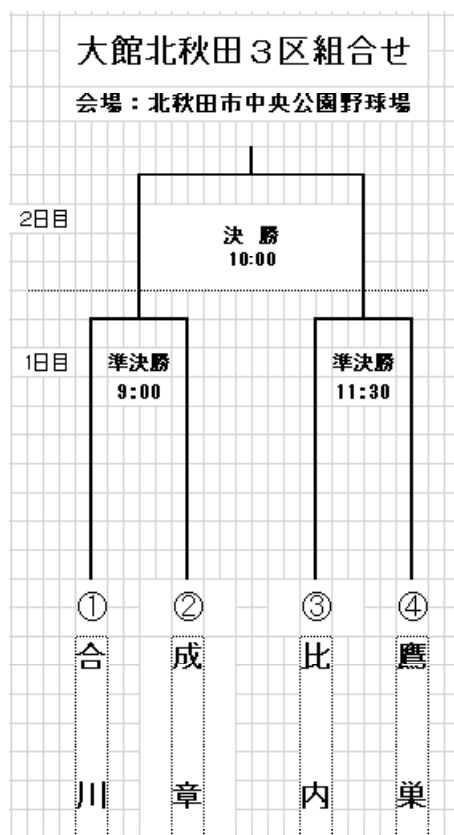 大館北秋田3区組合せ
会場：北秋田市中央公園野球場
2日目
決 勝
10:00
1日目
準決勝
9:00
準決勝
11:30
① ② ③ ④
合川
成章
比内
鷹巣